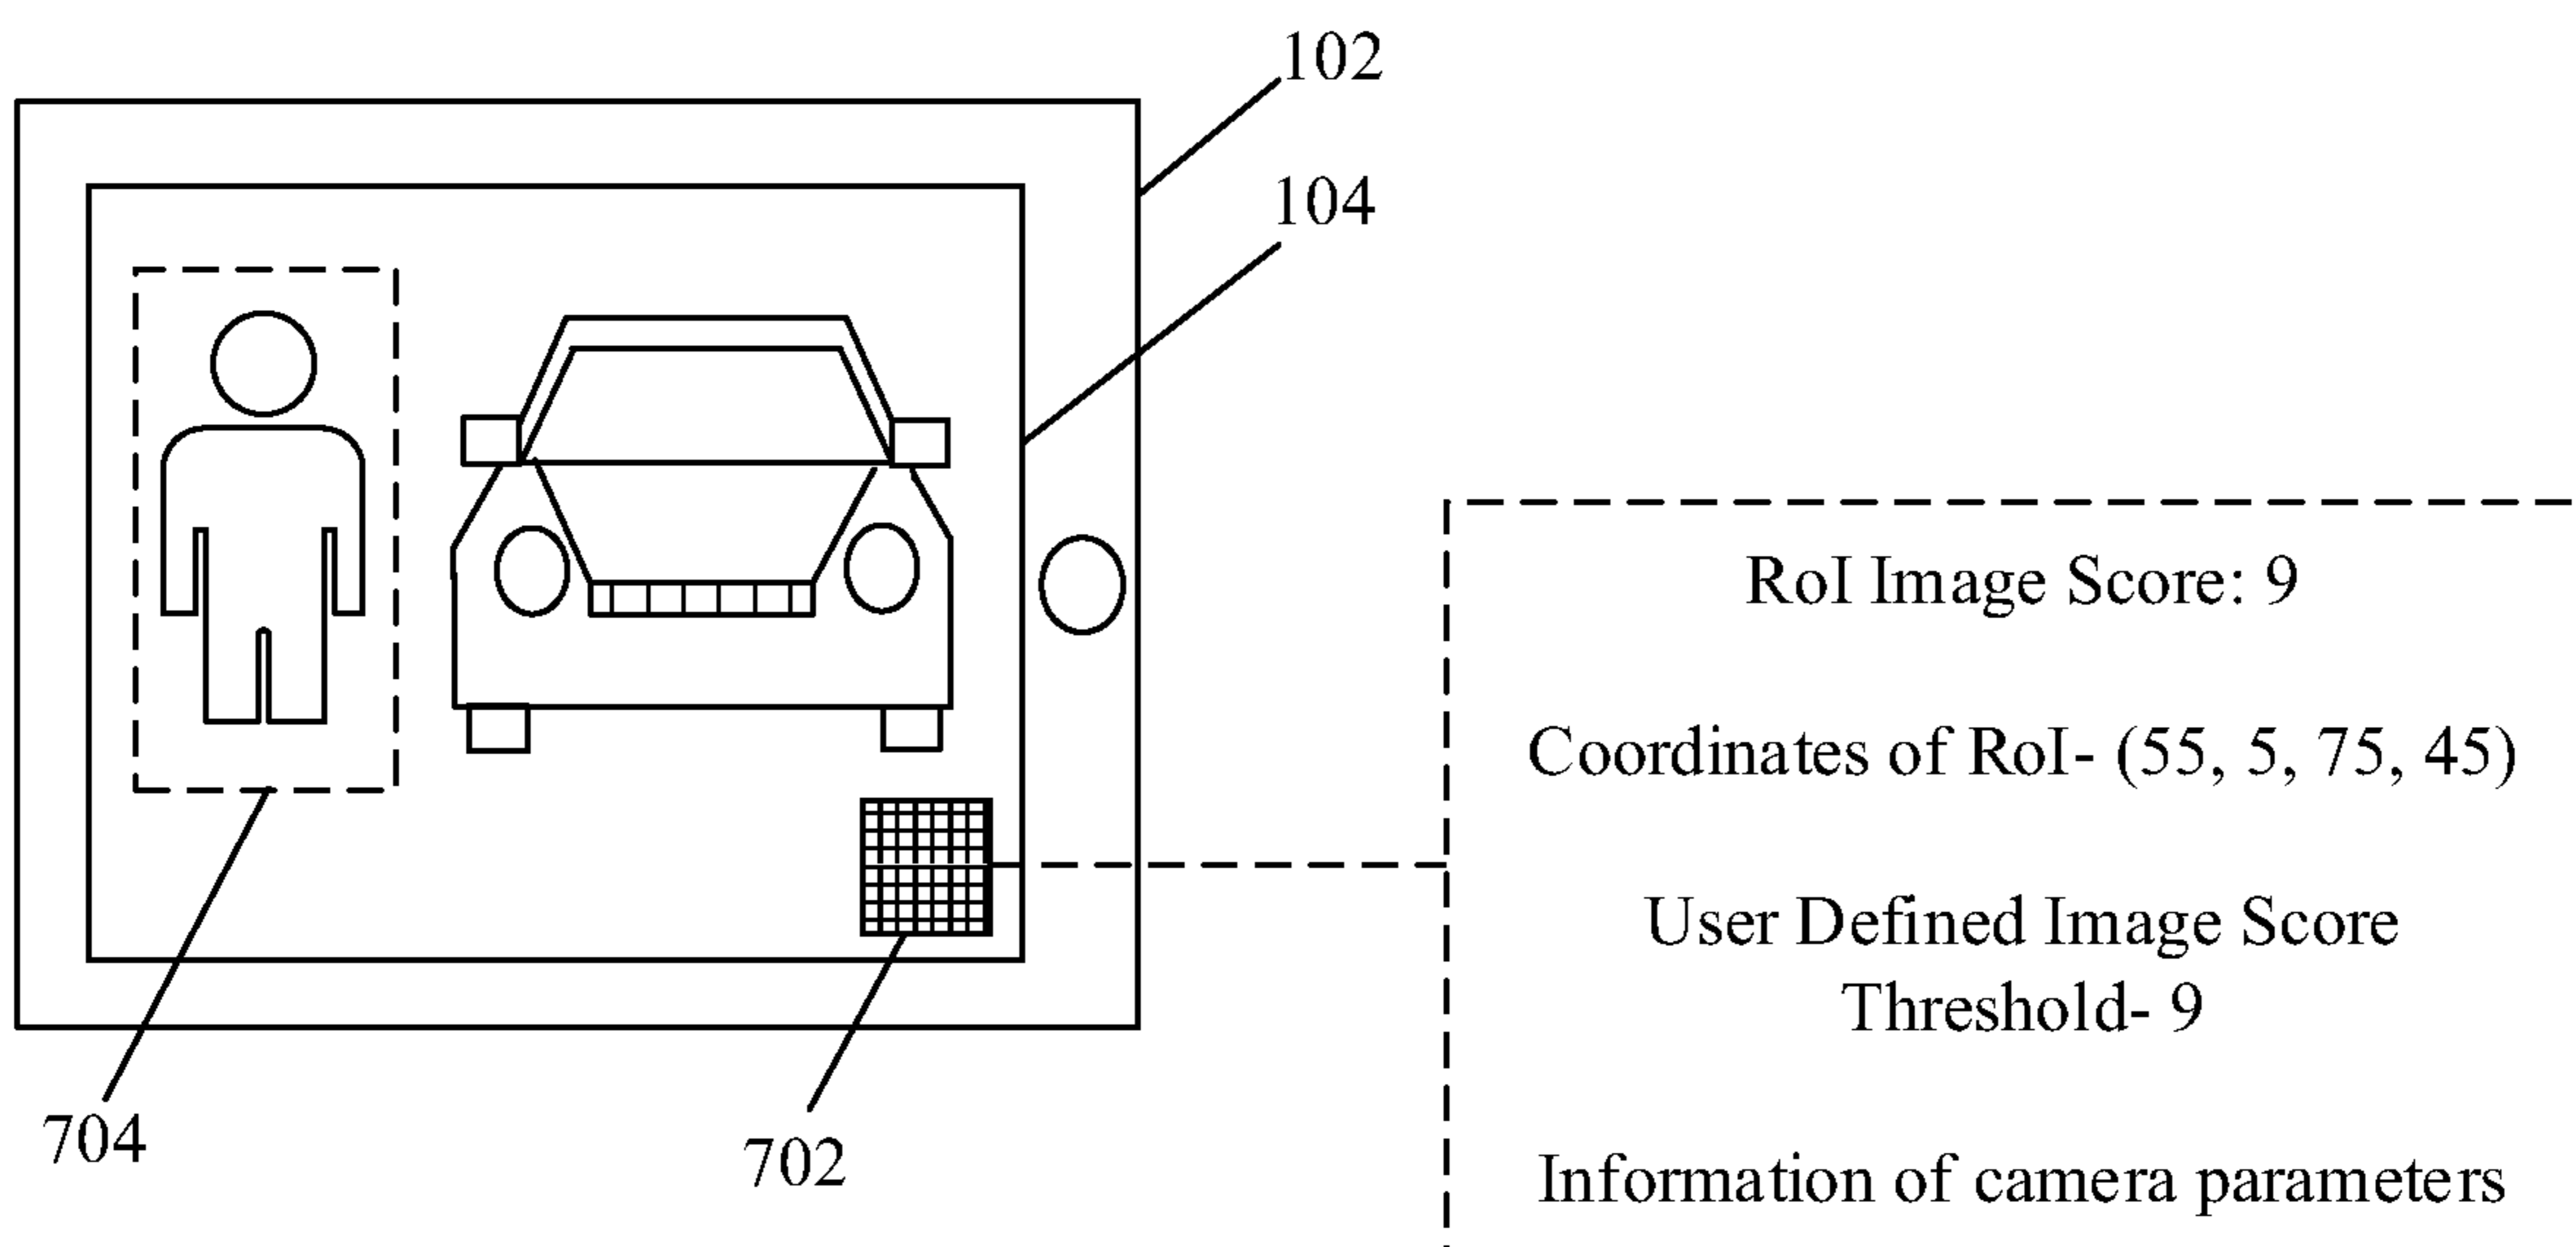 102
104
RoI Image Score: 9
Coordinates of RoI- (55, 5, 75, 45)
User Defined Image Score
Threshold- 9
Information of camera parameters
704
702